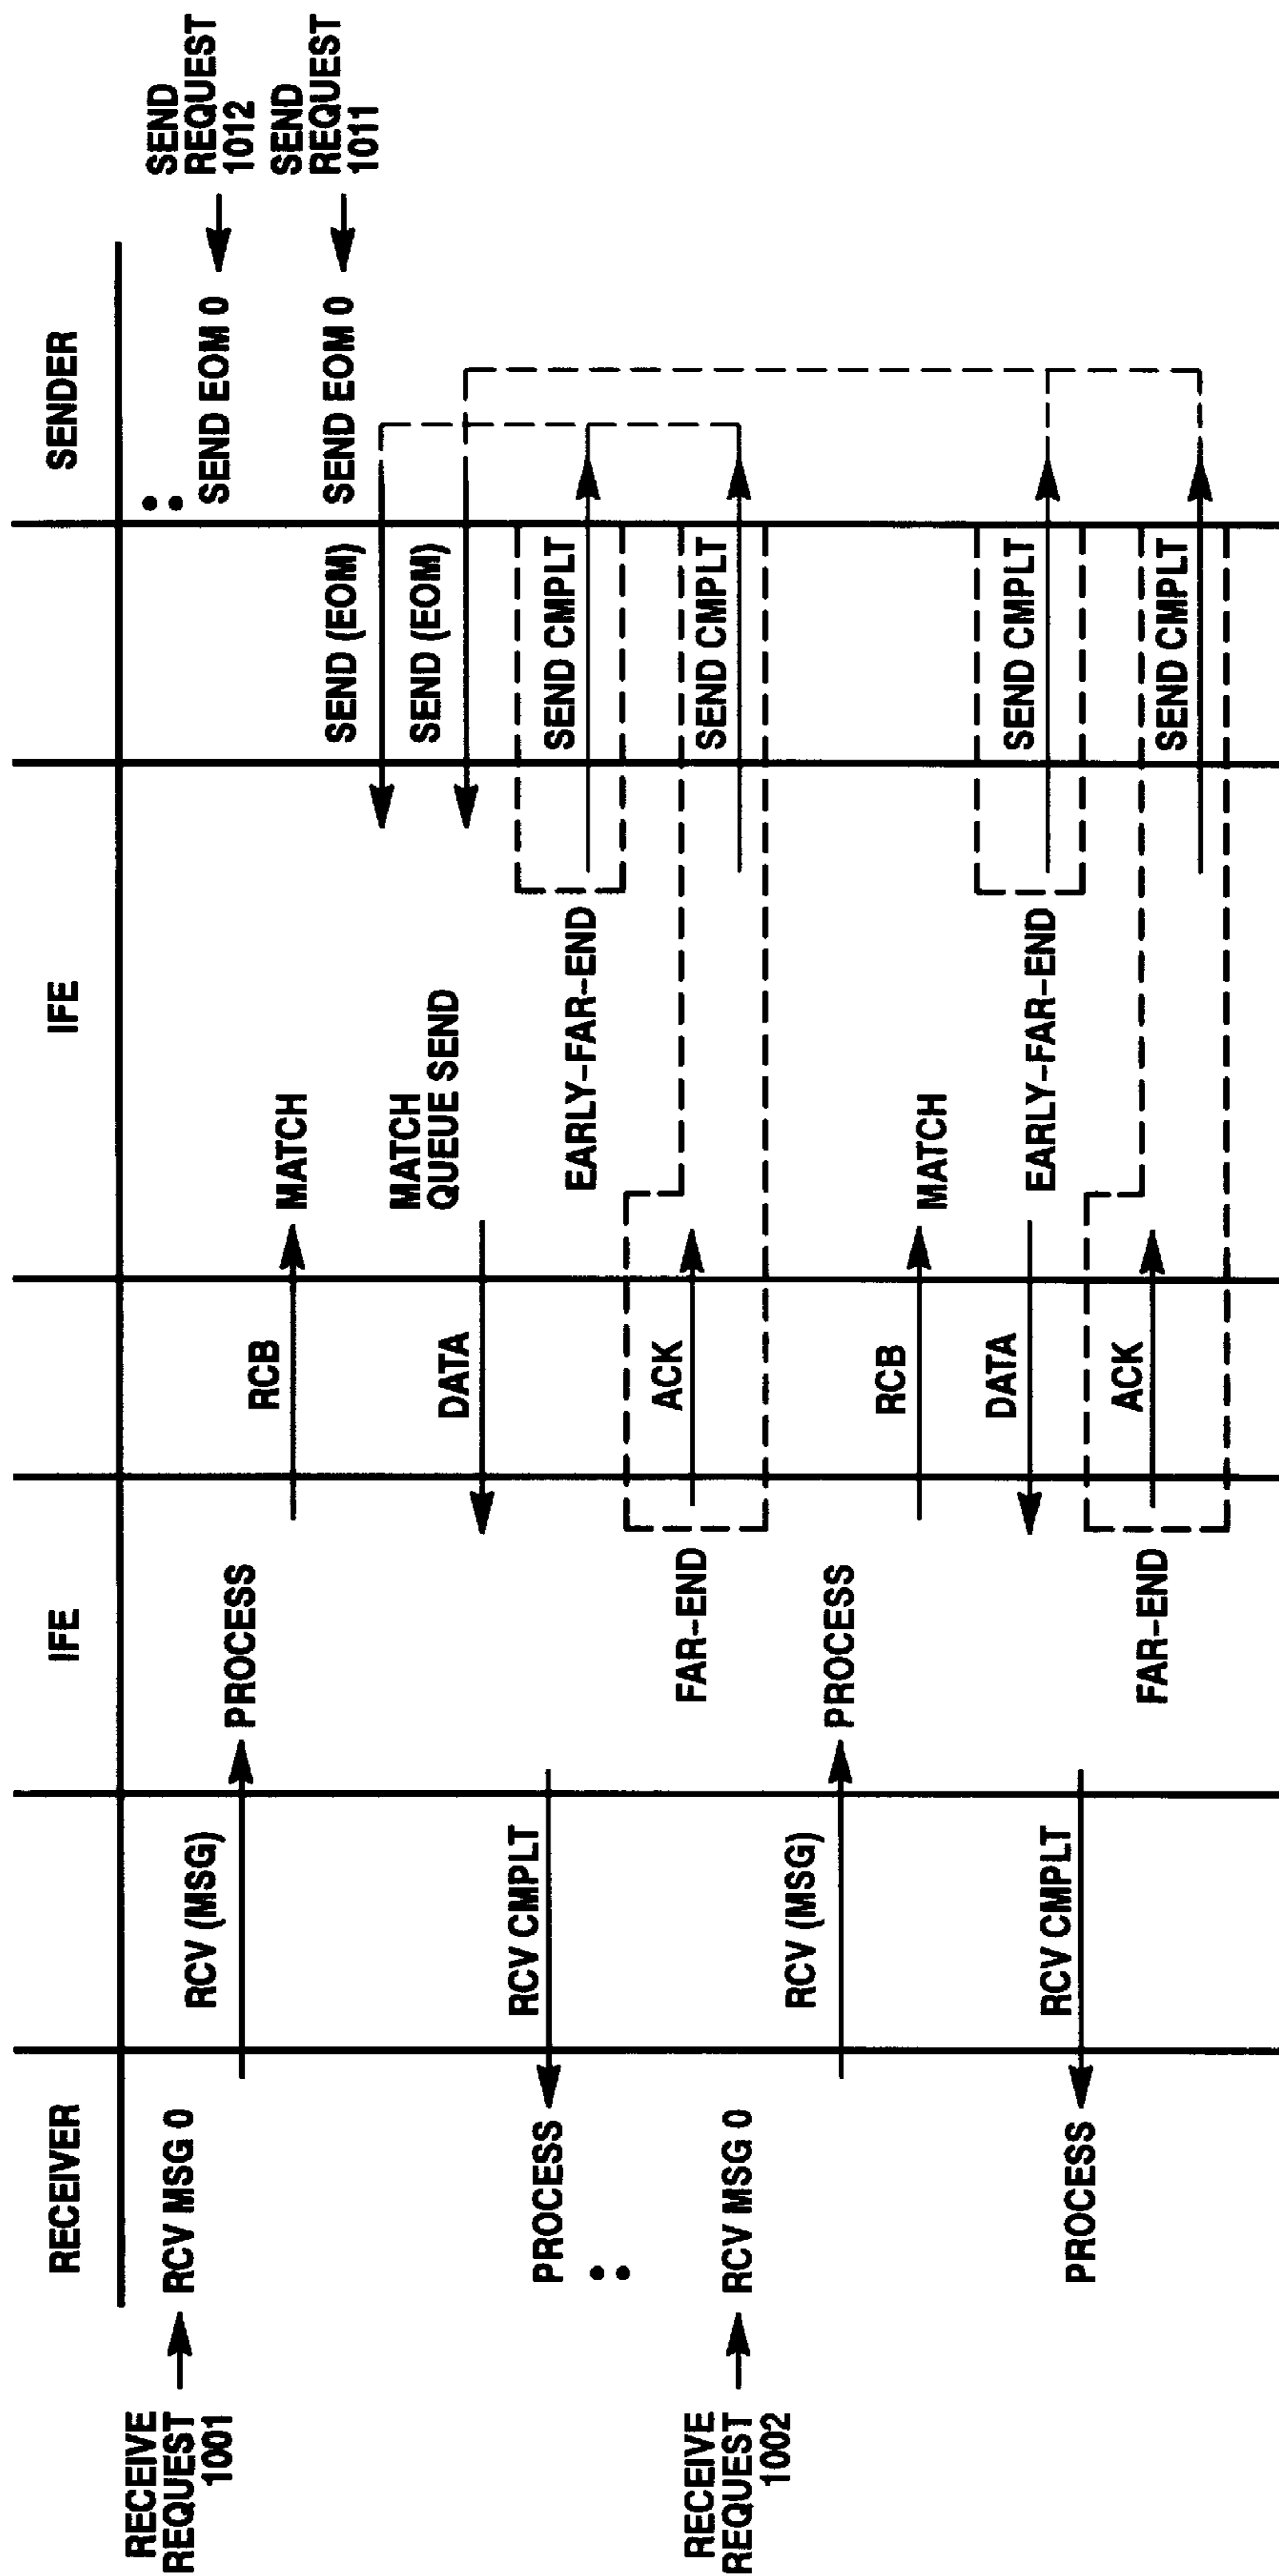 RECEIVER
IFE
IFE
SENDER
RECEIVE
REQUEST
1001
RCV MSG 0
RCV (MSG)
PROCESS
RCB
MATCH
SEND EOM 0
SEND
REQUEST
1012
SEND EOM 0
SEND
REQUEST
1011
SEND (EOM)
MATCH
QUEUE SEND
SEND (EOM)
DATA
RCV CMPLT
PROCESS
EARLY-FAR-END
SEND CMPLT
FAR-END
ACK
SEND CMPLT
RECEIVE
REQUEST
1002
RCV MSG 0
RCV (MSG)
PROCESS
RCB
MATCH
DATA
EARLY-FAR-END
SEND CMPLT
RCV CMPLT
PROCESS
FAR-END
ACK
SEND CMPLT